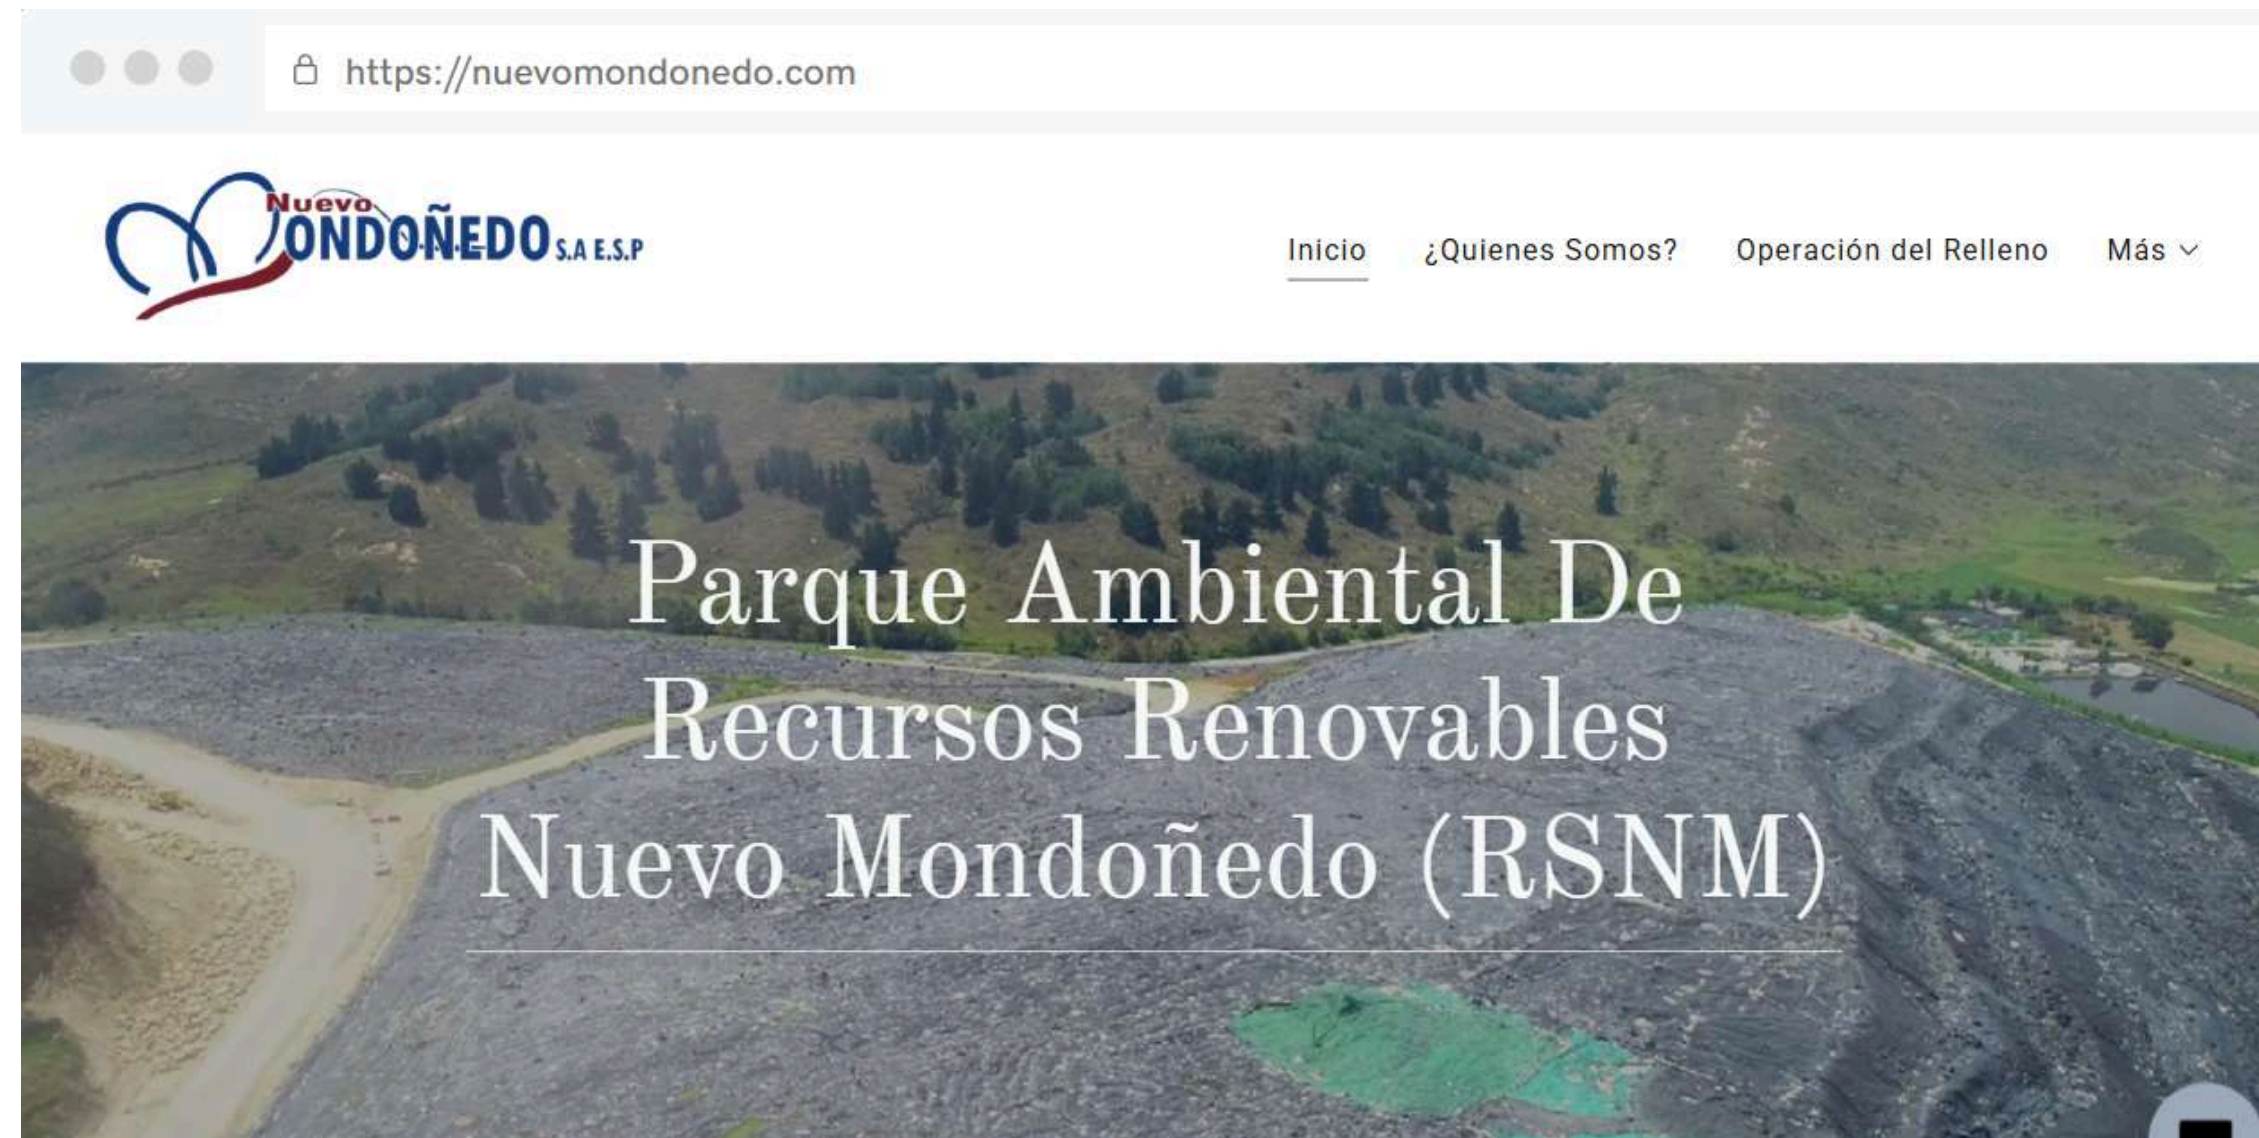 https://nuevomondonedo.com
Nuevo
MONDOÑEDO S.A E.S.P
Inicio ¿Quienes Somos? Operación del Relleno Más
Parque Ambiental De
Recursos Renovables
Nuevo Mondoñedo (RSNM)